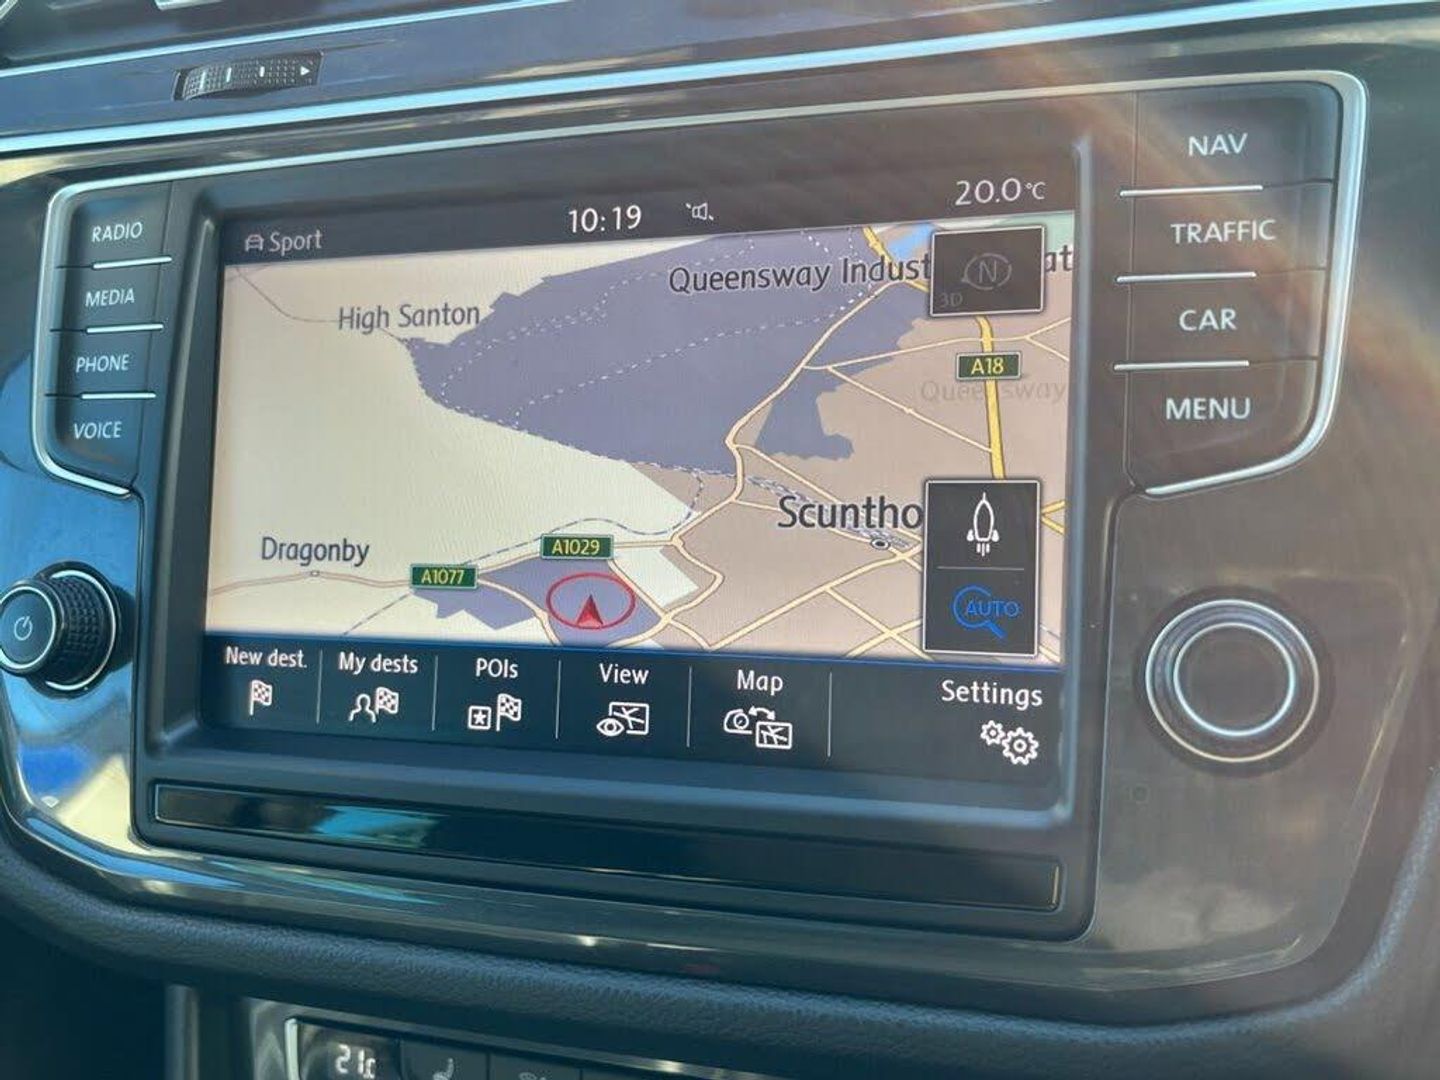 NAV
20.0°C
10:19
RADIO
Sport
TRAFFIC
Queensway Indust
at
N
MEDIA
3D
High Santon
CAR
PHONE
A18
Queensway
MENU
VOICE
Scuntho
Dragonby
A1029
A1077
AUTO
New dest.
My dests
POIs
View
Map
Settings